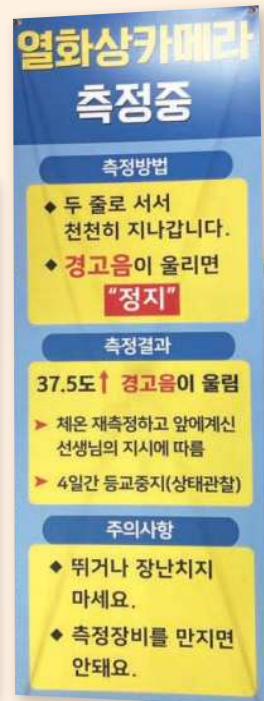 열화상카메라
측정중
측정방법
◆ 두 줄로 서서
천천히 지나갑니다.
◆ 경고음이 울리면
“정지”
측정결과
37.5도↑ 경고음이 울림
➤ 체온 재측정하고 앞에계신
선생님의 지시에 따름
➤ 4일간 등교중지(상태관찰)
주의사항
◆ 뛰거나 장난치지
마세요.
◆ 측정장비를 만지면
안돼요.